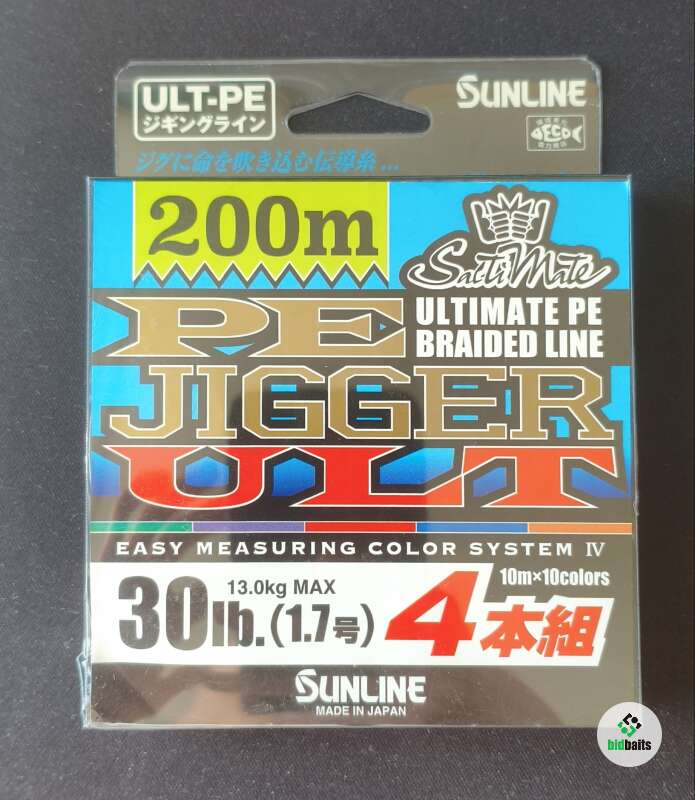 ULT-PE
ジギングライン
SUNLINE
ECO
ジグに命を吹き込む伝導糸...
200m
SaltiMate
PE
ULTIMATE PE
BRAIDED LINE
JIGGER
ULT
EASY MEASURING COLOR SYSTEM IV
30lb.(1.7号)
13.0kg MAX
4本組
10m×10colors
SUNLINE
MADE IN JAPAN
bidbaits